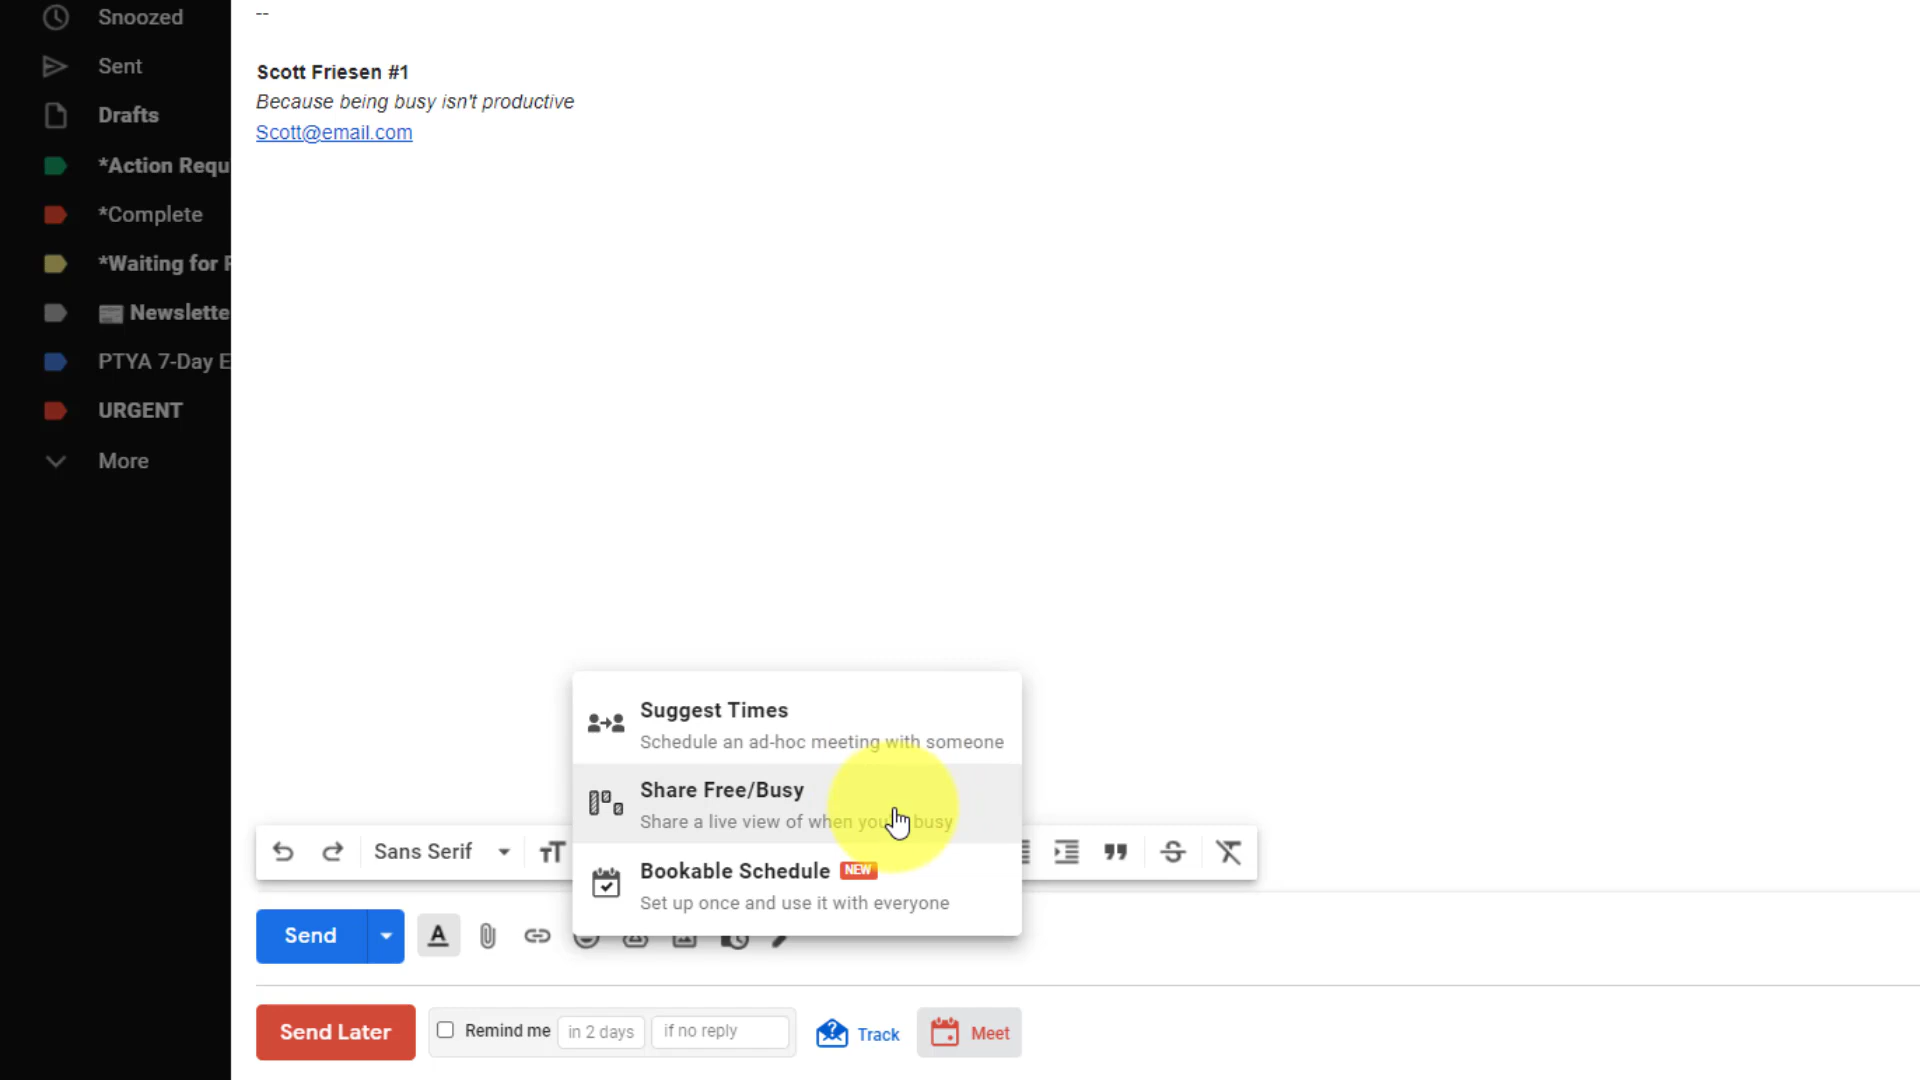 Snoozed
--
Sent
Scott Friesen #1
Because being busy isn't productive
Drafts
Scott@email.com
*Action Requ
*Complete
*Waiting for
Newslette
PTYA 7-Day E
URGENT
More
Suggest Times
Schedule an ad-hoc meeting with someone
Share Free/Busy
Share a live view of when you busy
Sans Serif
Bookable Schedule NEW
Set up once and use it with everyone
Send
Send Later
Remind me in 2 days if no reply
Track
Meet